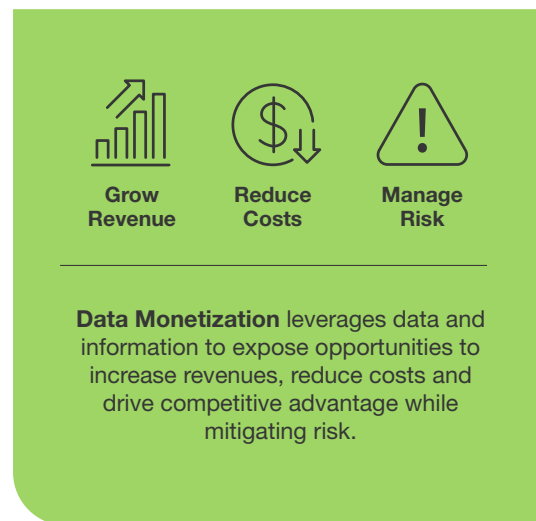 Grow
Revenue
Reduce
Costs
Manage
Risk
Data Monetization leverages data and
information to expose opportunities to
increase revenues, reduce costs and
drive competitive advantage while
mitigating risk.